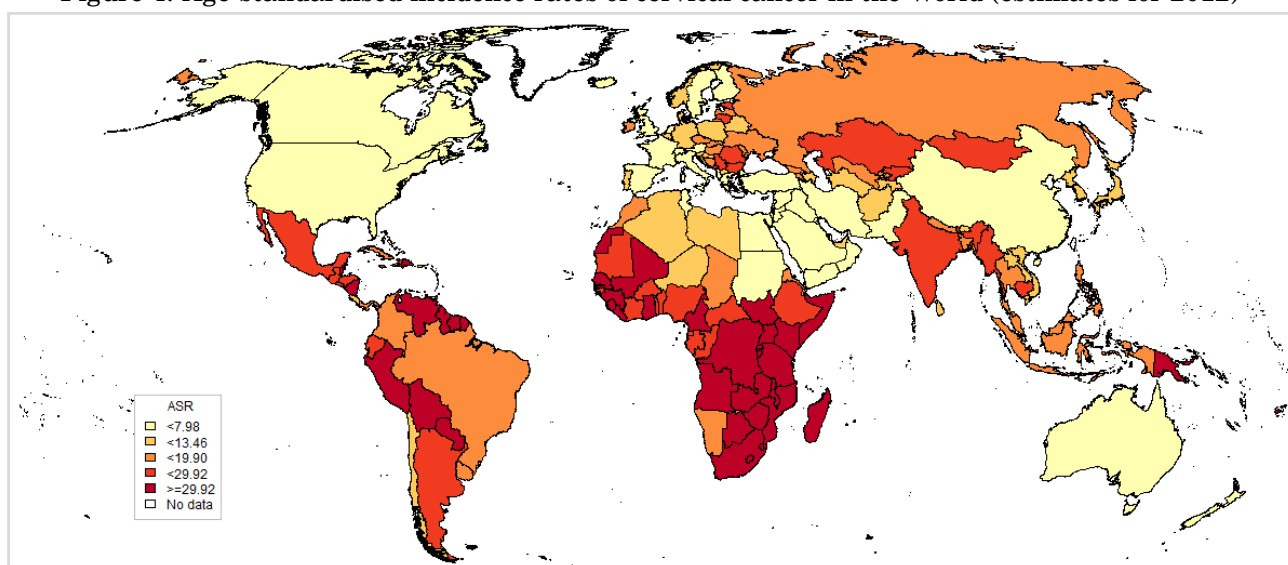 Figure 4: Age-standardised incidence rates of cervical cancer in the world (estimates for 2012)
ASR
<7.98
<13.46
<19.90
<29.92
>=29.92
No data